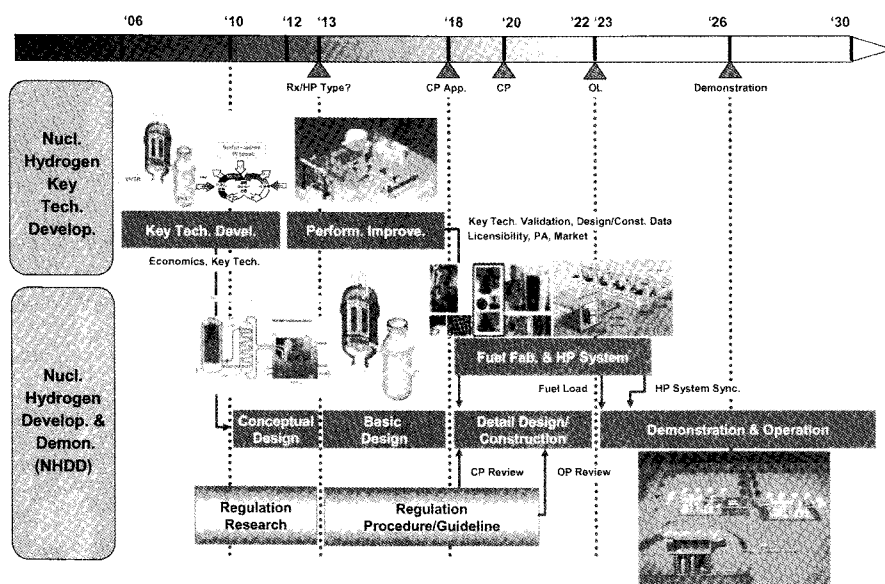 '06
'10
'12
'13
'18
'20
'22
'23
'26
'30
Rx/HP Type?
CP App.
CP
OL
Demonstration
Nucl.
Hydrogen
Key
Tech.
Develop.
Key Tech. Devel.
Perform. Improve.
Key Tech. Validation, Design/Const. Data
Licensibility, PA, Market
Economics, Key Tech.
Nucl.
Hydrogen
Develop. &
Demon.
(NHDD)
Fuel Fab. & HP System
Fuel Load
HP System Sync.
Conceptual
Design
Basic
Design
Detail Design/
Construction
Demonstration & Operation
CP Review
OP Review
Regulation
Research
Regulation
Procedure/Guideline